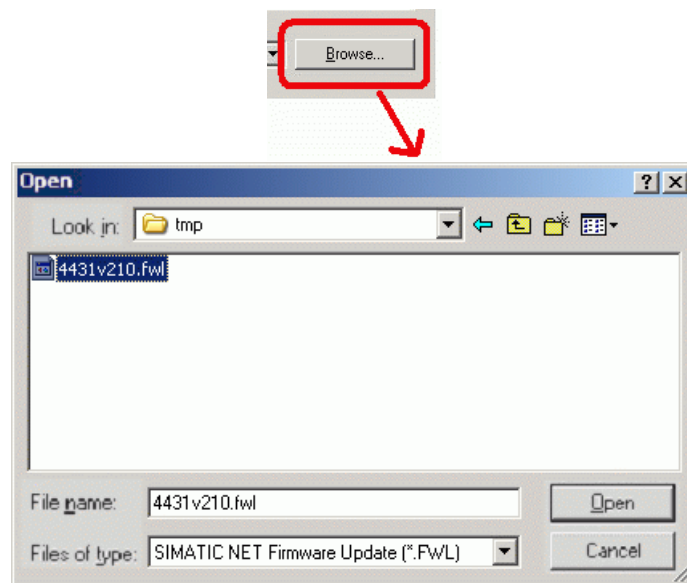 Browse...
Open
Look in: tmp
4431v210.fwl
File name: 4431v210.fwl Open
Files of type: SIMATIC NET Firmware Update (*.FWL) Cancel